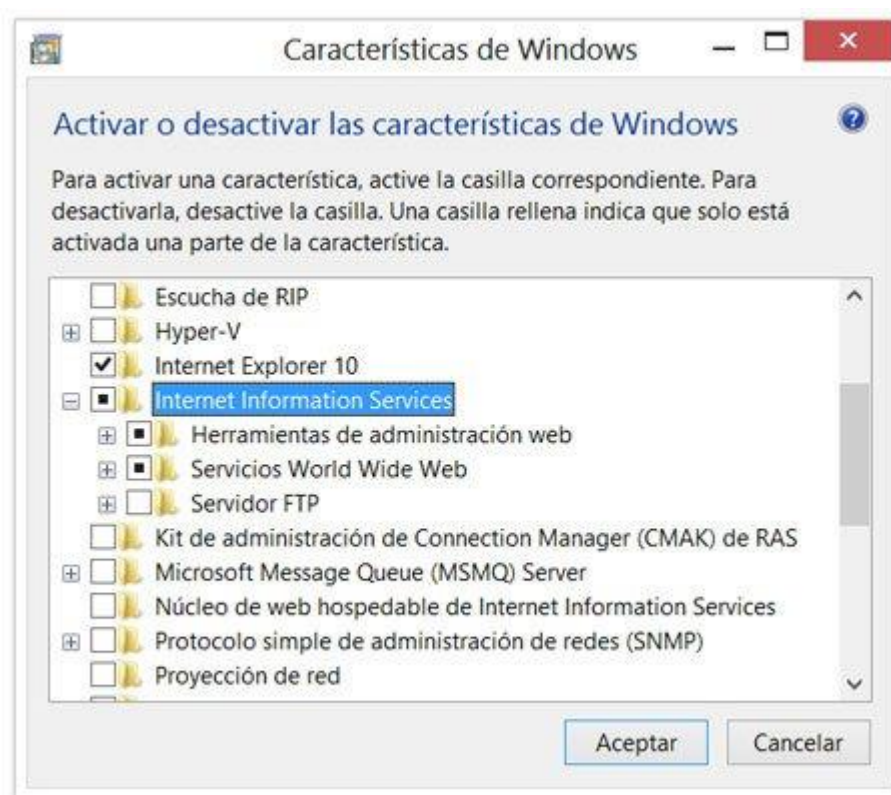 Características de Windows
Activar o desactivar las características de Windows
Para activar una característica, active la casilla correspondiente. Para
desactivarla, desactive la casilla. Una casilla rellena indica que solo está
activada una parte de la característica.
Escucha de RIP
Hyper-V
Internet Explorer 10
Internet Information Services
Herramientas de administración web
Servicios World Wide Web
Servidor FTP
Kit de administración de Connection Manager (CMAK) de RAS
Microsoft Message Queue (MSMQ) Server
Núcleo de web hospedable de Internet Information Services
Protocolo simple de administración de redes (SNMP)
Proyección de red
Aceptar
Cancelar